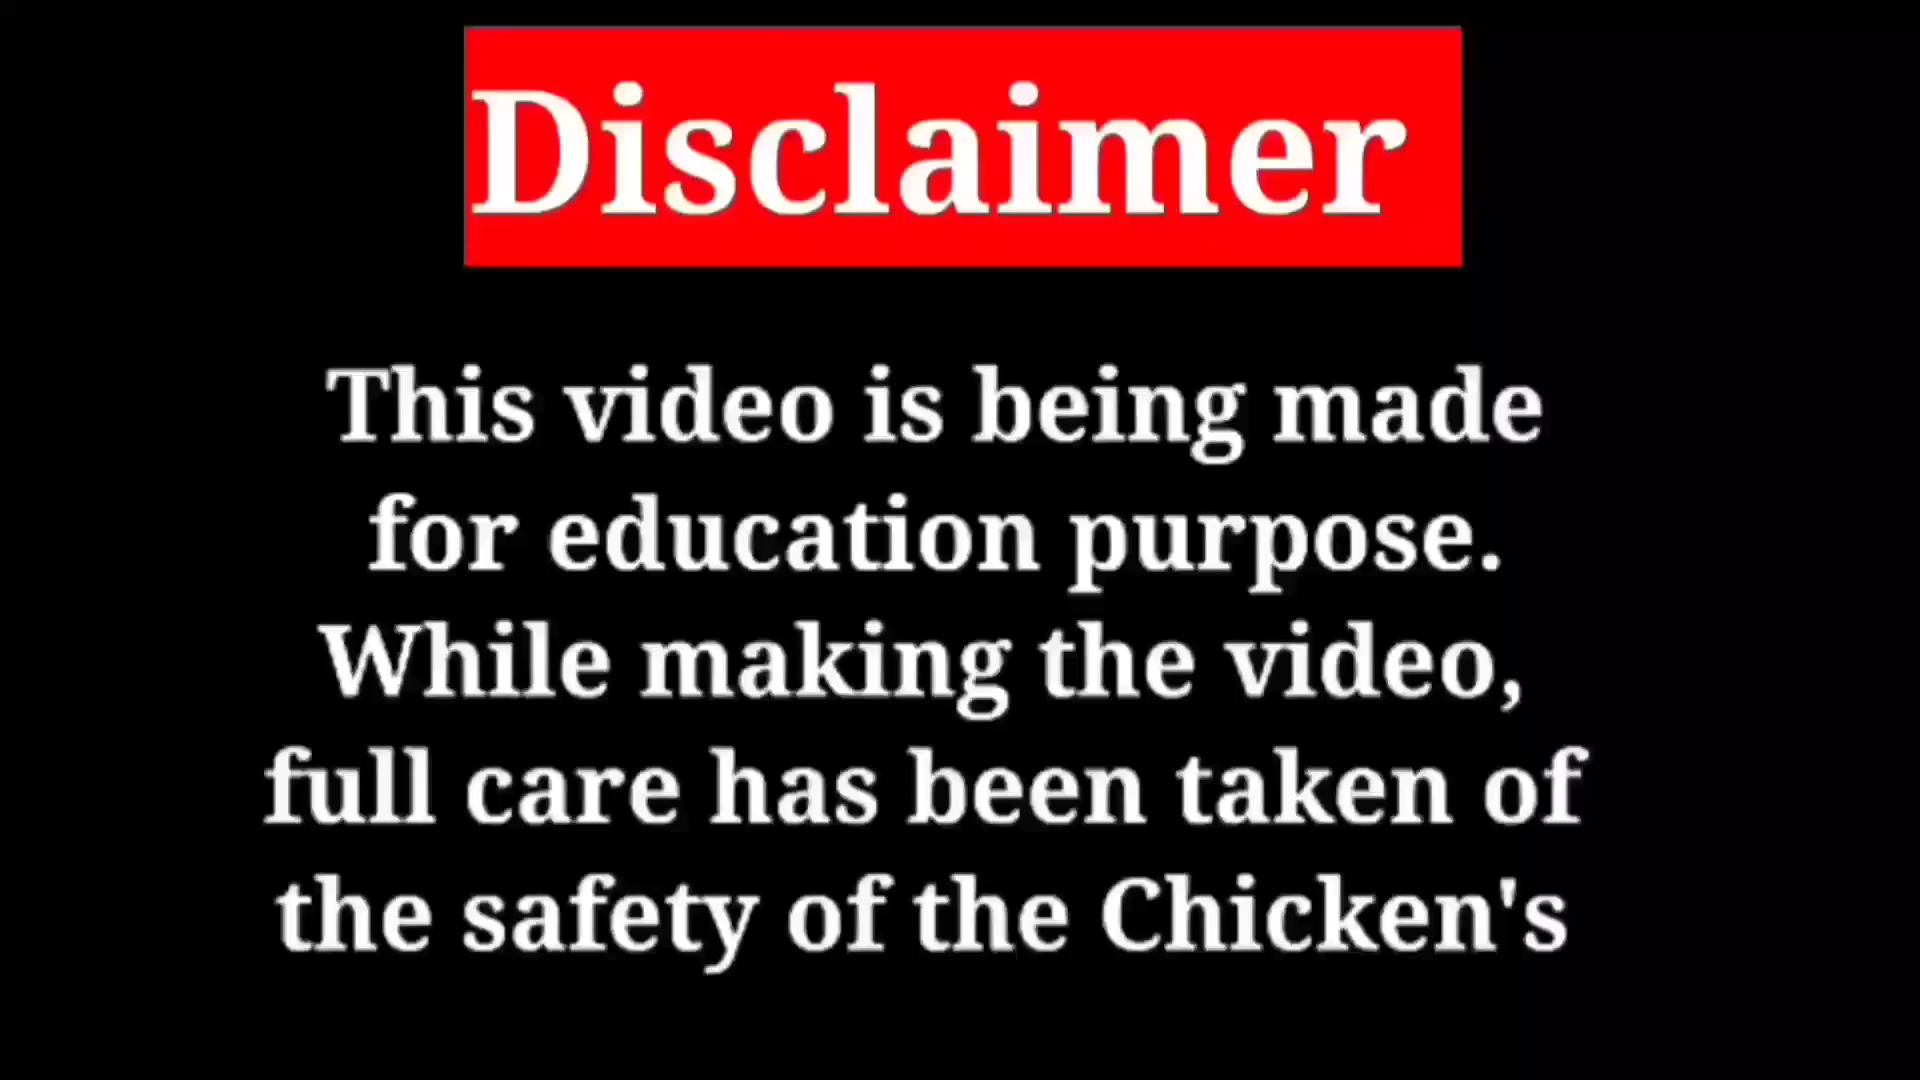 Disclaimer
This video is being made
for education purpose.
While making the video,
full care has been taken of
the safety of the Chicken's